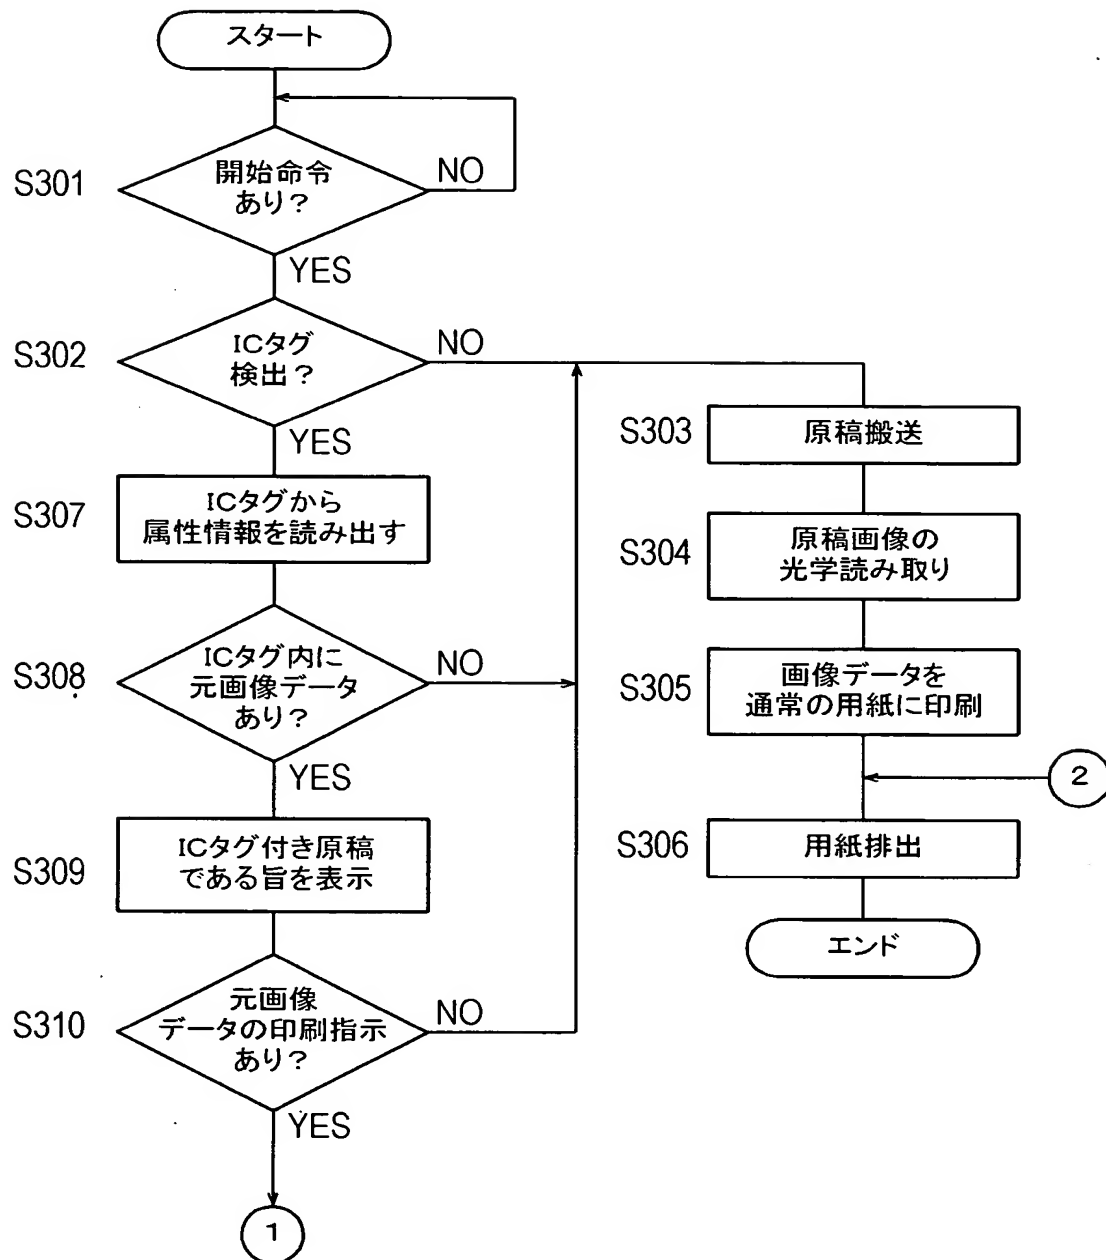 スタート
S301
開始命令
あり？
NO
YES
S302
ICタグ
検出？
NO
YES
S307
ICタグから
属性情報を読み出す
S308
ICタグ内に
元画像データ
あり？
NO
YES
S309
ICタグ付き原稿
である旨を表示
S310
元画像
データの印刷指示
あり？
NO
YES
1
S303
原稿搬送
S304
原稿画像の
光学読み取り
S305
画像データを
通常の用紙に印刷
2
S306
用紙排出
エンド